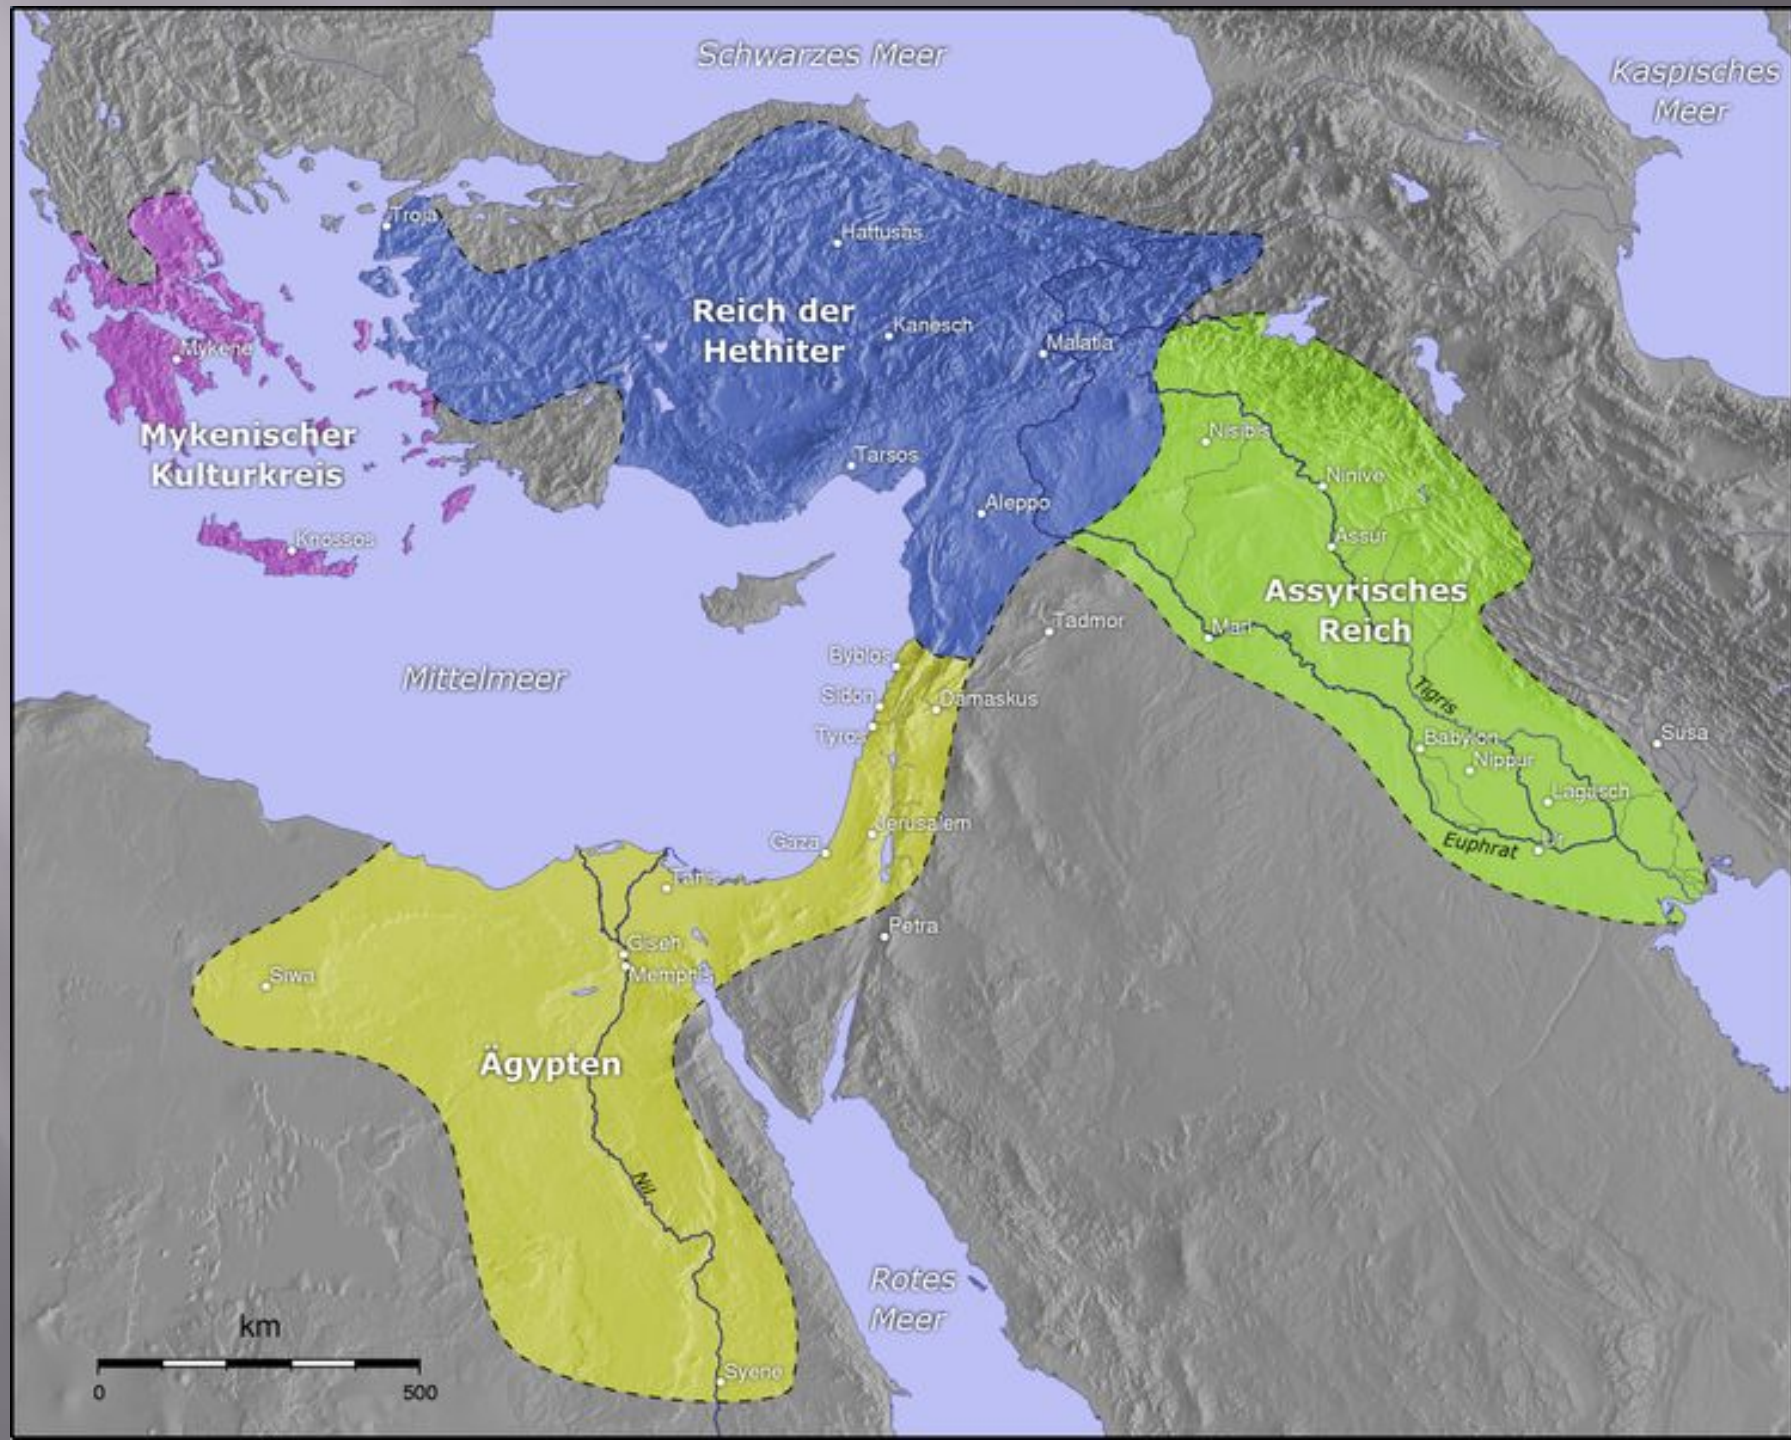 Schwarzes Meer
Kaspisches
Meer
Troja
Hattusas
Reich der
Hethiter
Kanesch
Malatia
Mykene
Mykenischer
Kulturkreis
Nisibis
Tarsos
Ninive
Aleppo
Knossos
Assur
Assyrisches
Reich
Tadmor
Mari
Byblos
Mittelmeer
Sidon
Damaskus
Tigris
Tyros
Babylon
Susa
Nippur
Lagasch
Jerusalem
Gaza
Ur
Euphrat
Tanis
Petra
Giseh
Memphis
Siwa
Ägypten
Nil
Rotes
Meer
km
Syene
0 500